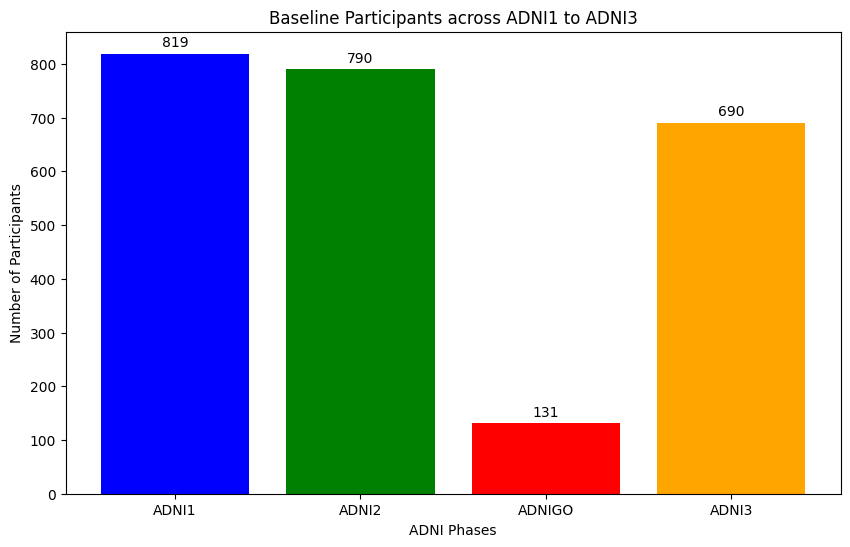 Baseline Participants across ADNI1 to ADNI3
819
790
131
690
800
700
600
500
400
300
200
100
0
Number of Participants
ADNI1
ADNI2
ADNIGO
ADNI3
ADNI Phases